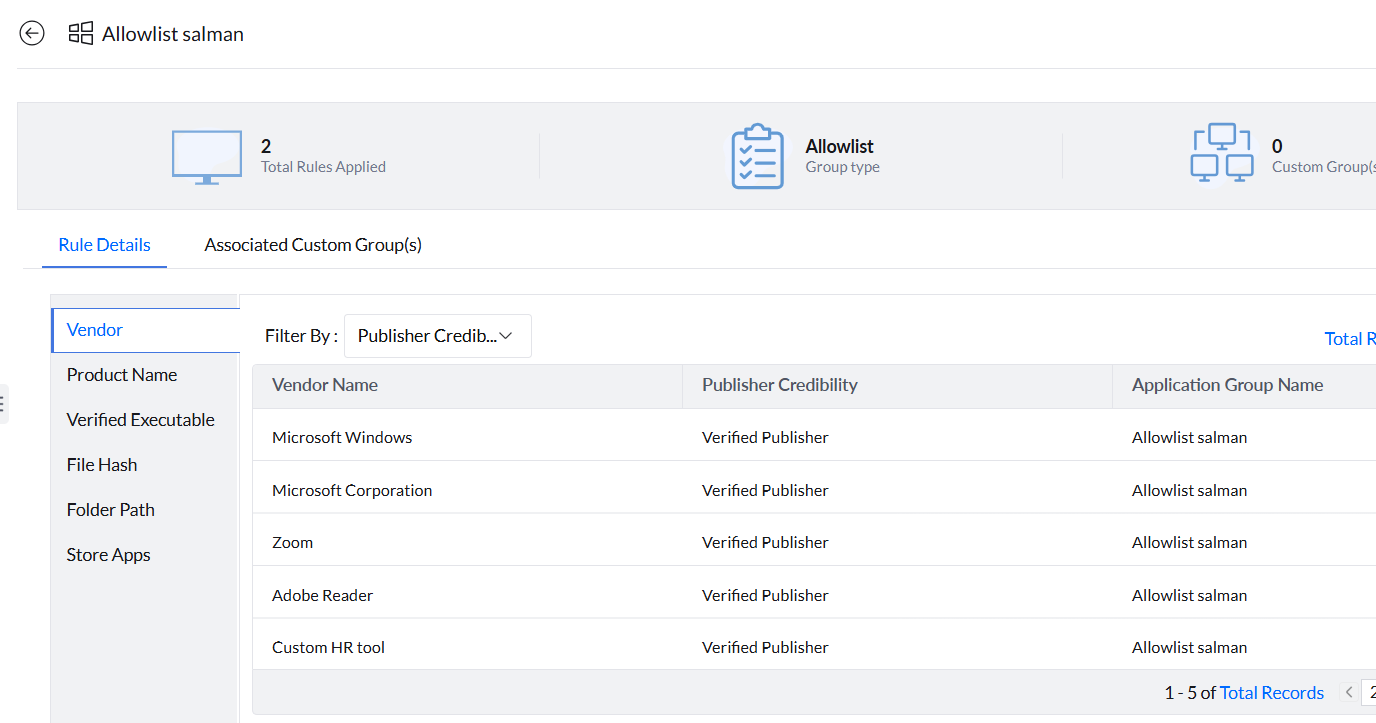 Allowlist salman
2
Total Rules Applied
Allowlist
Group type
0
Custom Group(s
Rule Details
Associated Custom Group(s)
Vendor
Product Name
Verified Executable
File Hash
Folder Path
Store Apps
Filter By :
Publisher Credib...
Total R
Vendor Name Publisher Credibility Application Group Name
Microsoft Windows Verified Publisher Allowlist salman
Microsoft Corporation Verified Publisher Allowlist salman
Zoom Verified Publisher Allowlist salman
Adobe Reader Verified Publisher Allowlist salman
Custom HR tool Verified Publisher Allowlist salman
1 - 5 of Total Records
2